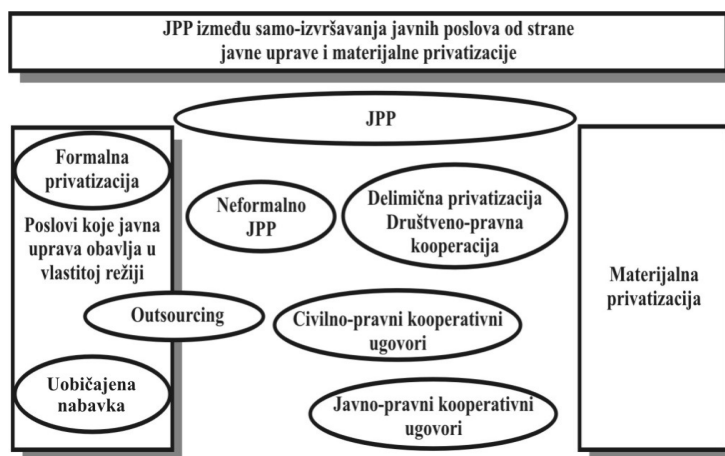 JPP između samo-izvršavanja javnih poslova od strane
javne uprave i materijalne privatizacije
JPP
Formalna
privatizacija
Poslovi koje javna
uprava obavlja u
vlastitoj režiji
Neformalno
JPP
Delimična privatizacija
Društveno-pravna
kooperacija
Outsourcing
Civilno-pravni kooperativni
ugovori
Uobičajena
nabavka
Javno-pravni kooperativni
ugovori
Materijalna
privatizacija